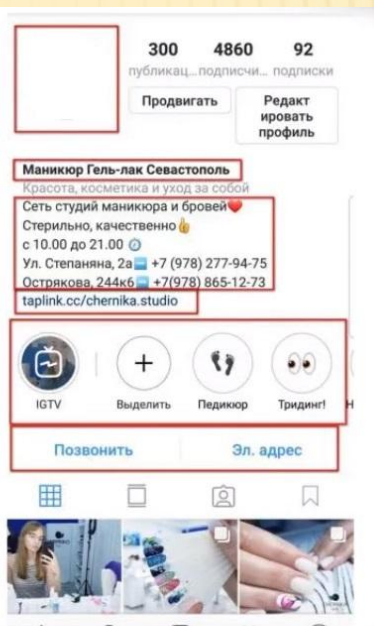 300 4860 92
публикац... подписчи... подписки
Продвигать
Редакт
ировать
профиль
Маникюр Гель-лак Севастополь
Красота, косметика и уход за собой
Сеть студий маникюра и бровей❤️
Стерильно, качественно👍
с 10.00 до 21.00 🕗
Ул. Степаняна, 2а➖ +7 (978) 277-94-75
Острякова, 244к6➖ +7(978) 865-12-73
taplink.cc/chernika.studio
IGTV Выделить Педикюр Тридинг! Н
Позвонить Эл. адрес